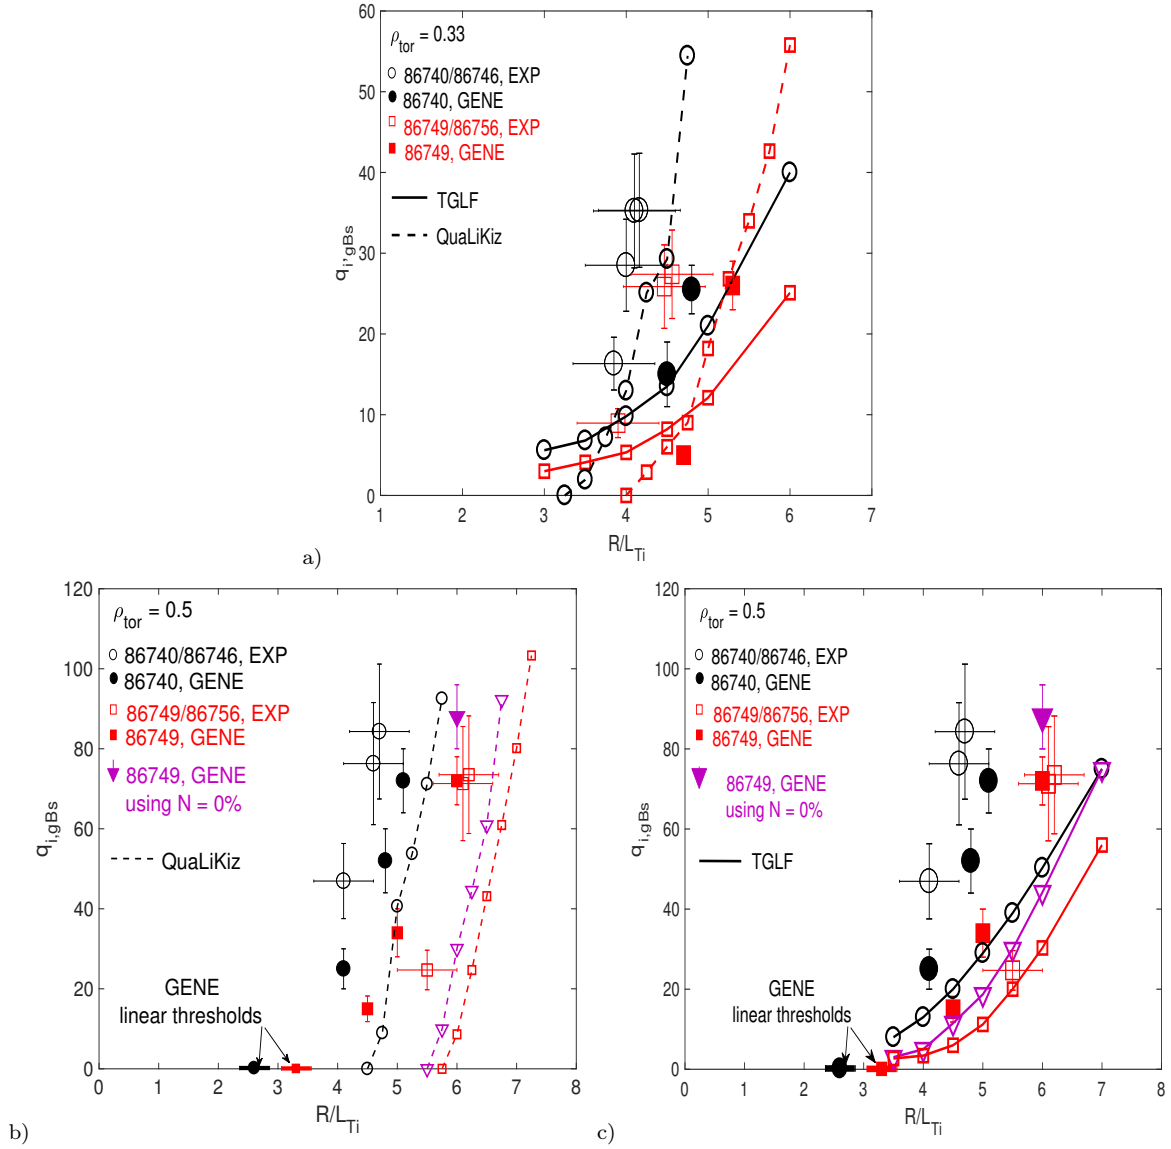 60
50
40
30
20
10
0
q i,gBs
ρtor = 0.33
86740/86746, EXP
86740, GENE
86749/86756, EXP
86749, GENE
TGLF
QuaLiKiz
1 2 3 4 5 6 7
R/LTi
a)
120
100
80
60
40
20
0
qi,gBs
ρtor = 0.5
86740/86746, EXP
86740, GENE
86749/86756, EXP
86749, GENE
86749, GENE
using N = 0%
QuaLiKiz
GENE
linear thresholds
0 1 2 3 4 5 6 7 8
R/LTi
b)
120
100
80
60
40
20
0
qi,gBs
ρtor = 0.5
86740/86746, EXP
86740, GENE
86749/86756, EXP
86749, GENE
86749, GENE
using N = 0%
TGLF
GENE
linear thresholds
0 1 2 3 4 5 6 7 8
R/LTi
c)